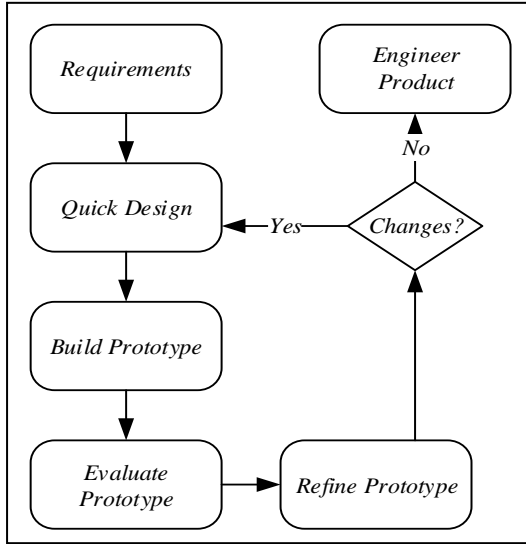 Requirements
Engineer
Product
No
Quick Design
Yes
Changes?
Build Prototype
Evaluate
Prototype
Refine Prototype